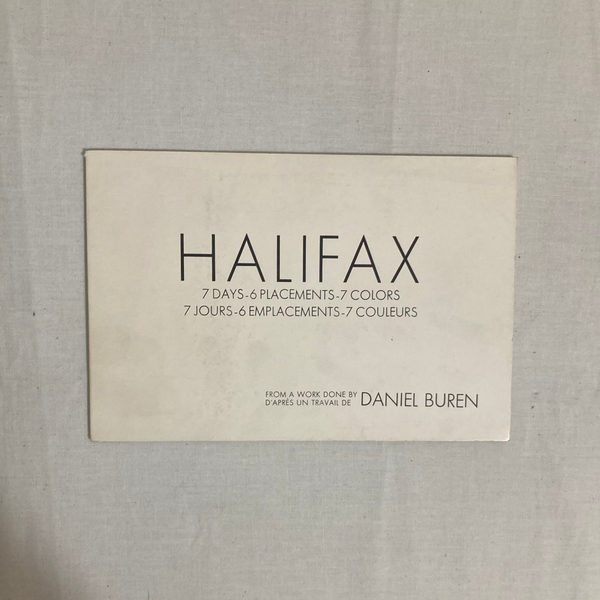 HALIFAX
7 DAYS-6 PLACEMENTS-7 COLORS
7 JOURS-6 EMPLACEMENTS-7 COULEURS
FROM A WORK DONE BY
D'APRÈS UN TRAVAIL DE
DANIEL BUREN